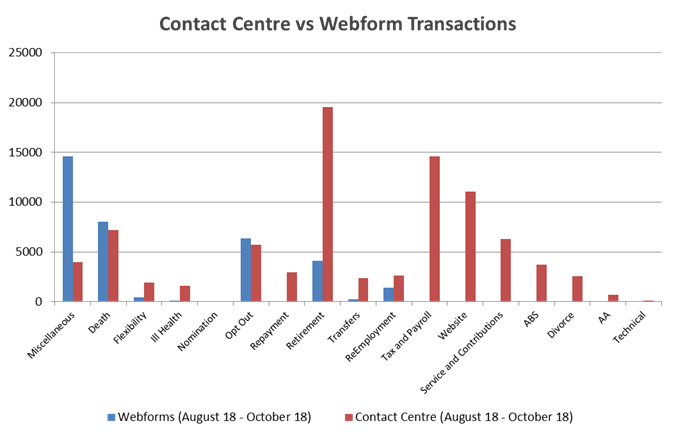 Contact Centre vs Webform Transactions
25000
20000
15000
10000
5000
0
Miscellaneous
Death
Flexibility
Ill Health
Nomination
Opt Out
Repayment
Retirement
Transfers
ReEmployment
Tax and Payroll
Website
Service and Contributions
ABS
Divorce
AA
Technical
Webforms (August 18 - October 18)
Contact Centre (August 18 - October 18)